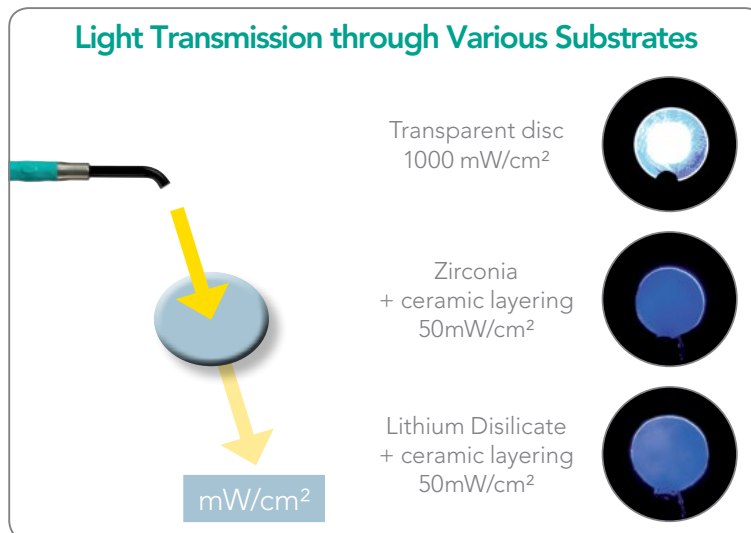 Light Transmission through Various Substrates
Transparent disc
1000 mW/cm²
Zirconia
+ ceramic layering
50mW/cm²
Lithium Disilicate
+ ceramic layering
50mW/cm²
mW/cm²